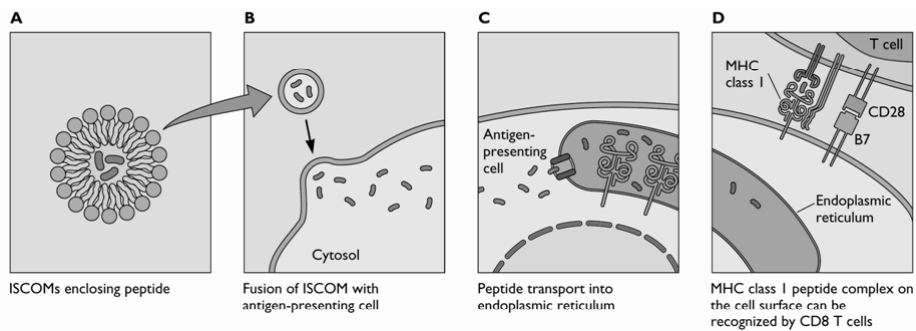 A
B
C
D
T cell
MHC
class 1
CD28
B7
Antigen-
presenting
cell
Endoplasmic
reticulum
Cytosol
ISCOMs enclosing peptide
Fusion of ISCOM with
antigen-presenting cell
Peptide transport into
endoplasmic reticulum
MHC class 1 peptide complex on
the cell surface can be
recognized by CD8 T cells